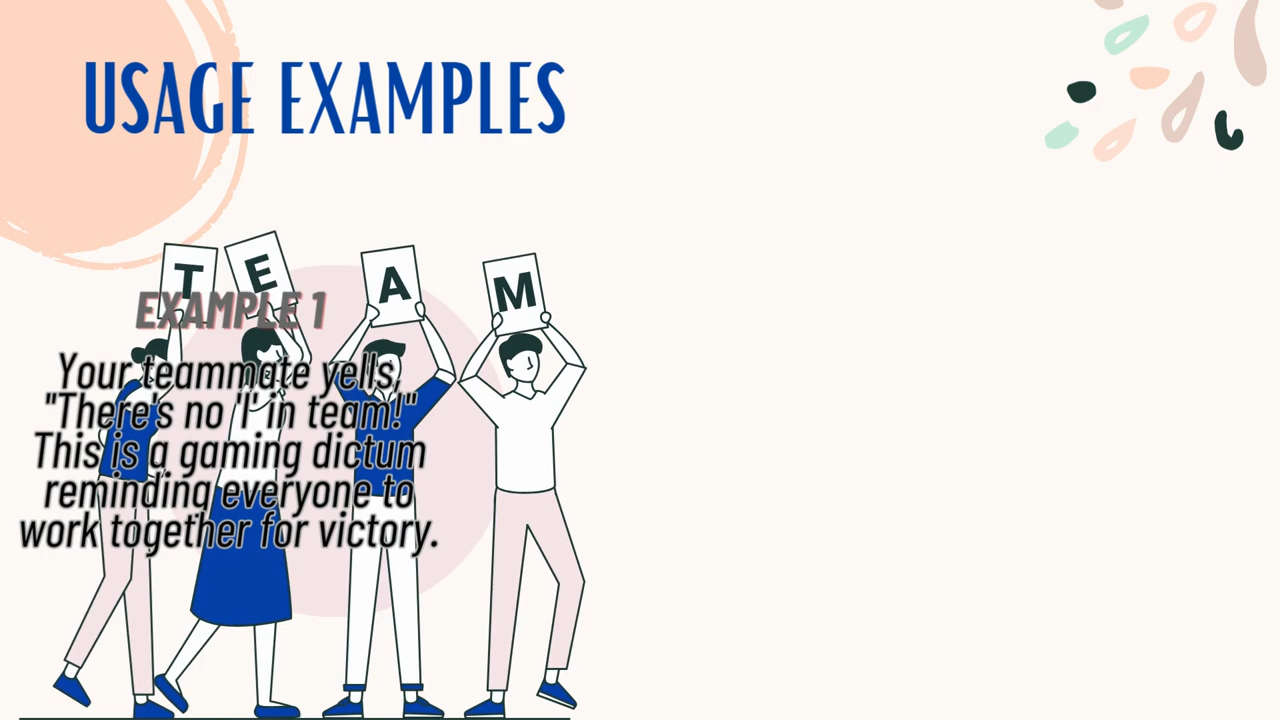 USAGE EXAMPLES
T E A M
EXAMPLE 1
Your teammate yells,
"There's no 'I' in team!"
This is a gaming dictum
reminding everyone to
work together for victory.